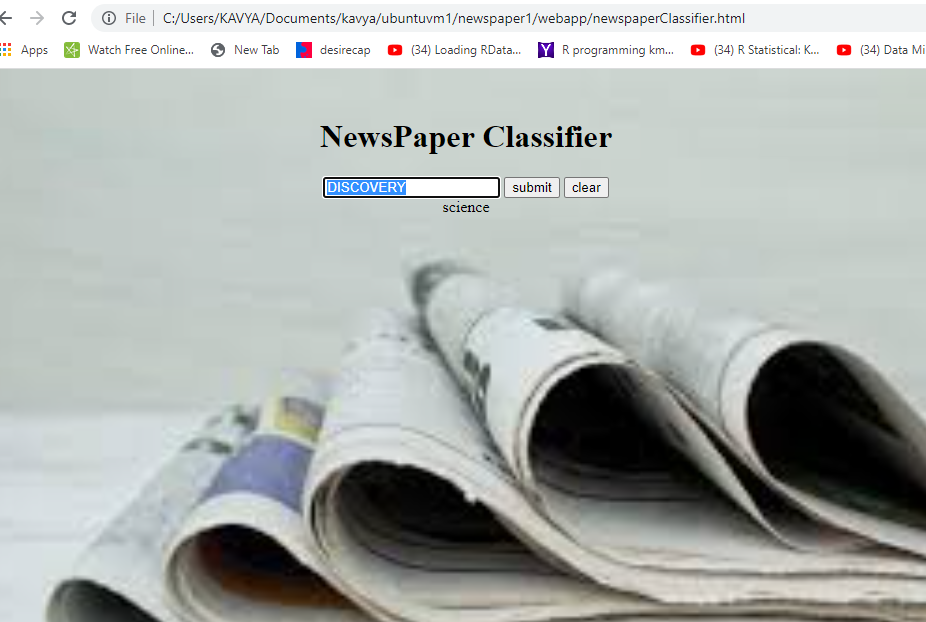 File C:/Users/KAVYA/Documents/kavya/ubuntuvm1/newspaper1/webapp/newspaperClassifier.html
Apps Watch Free Online... New Tab desirecap (34) Loading RData... Y R programming km... (34) R Statistical: K... (34) Data Mi
NewsPaper Classifier
DISCOVERY submit clear
science